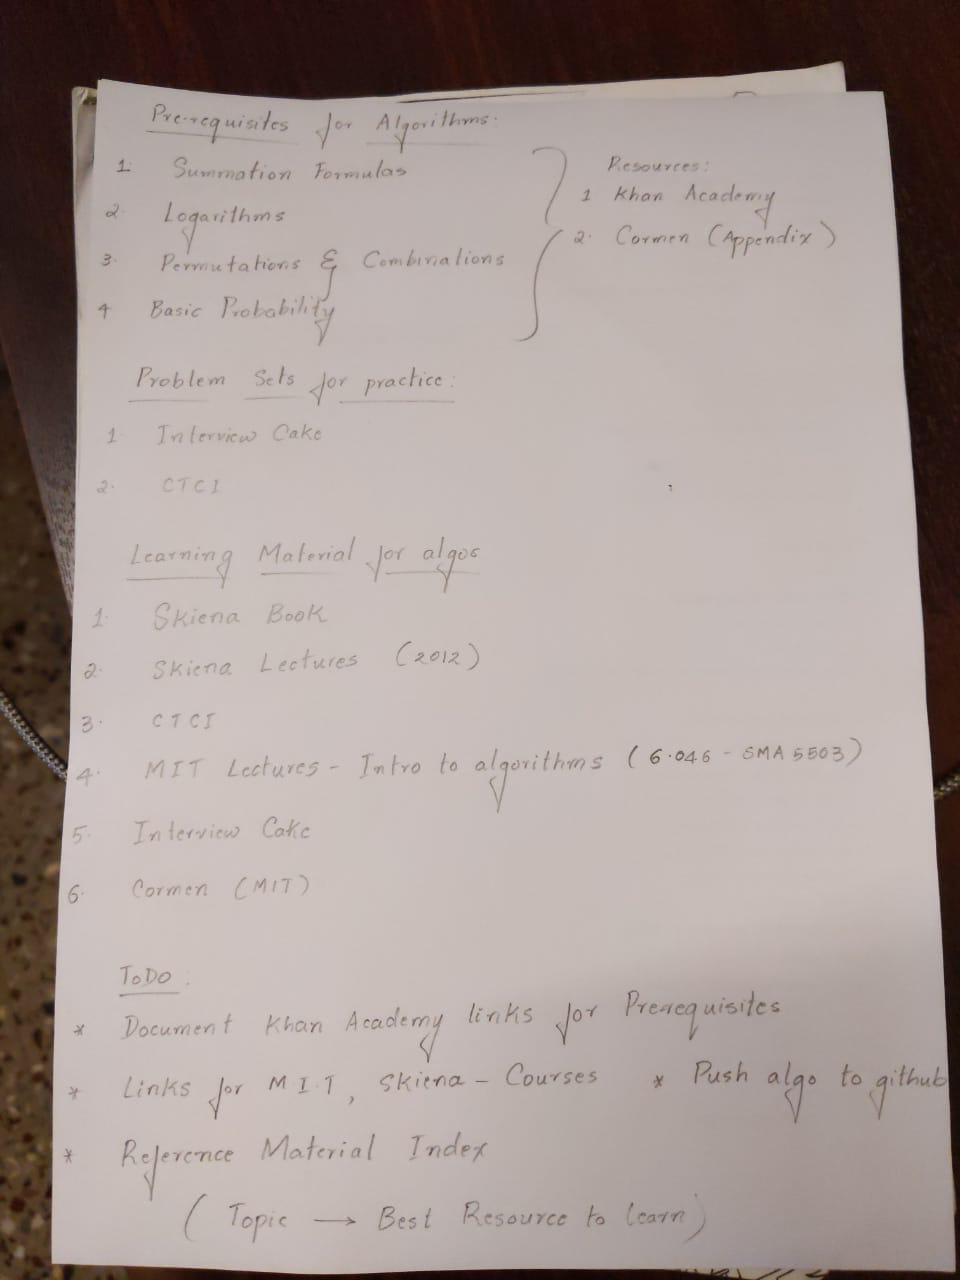 Pre-requisites for Algorithms:
1. Summation Formulas
2. Logarithms
3. Permutations & Combinations
4 Basic Probability
Resources:
1 Khan Academy
2. Cormen (Appendix)
Problem Sets for practice:
1. Interview Cake
2. CTCI
Learning Material for algos
1. Skiena Book
2. Skiena Lectures (2012)
3. CTCI
4. MIT Lectures - Intro to algorithms (6.046 - SMA 5503)
5. Interview Cake
6. Cormen (MIT)
ToDo:
* Document Khan Academy links for Prerequisites
* Links for M I.T, Skiena - Courses * Push algo to github
* Reference Material Index
(Topic → Best Resource to learn)